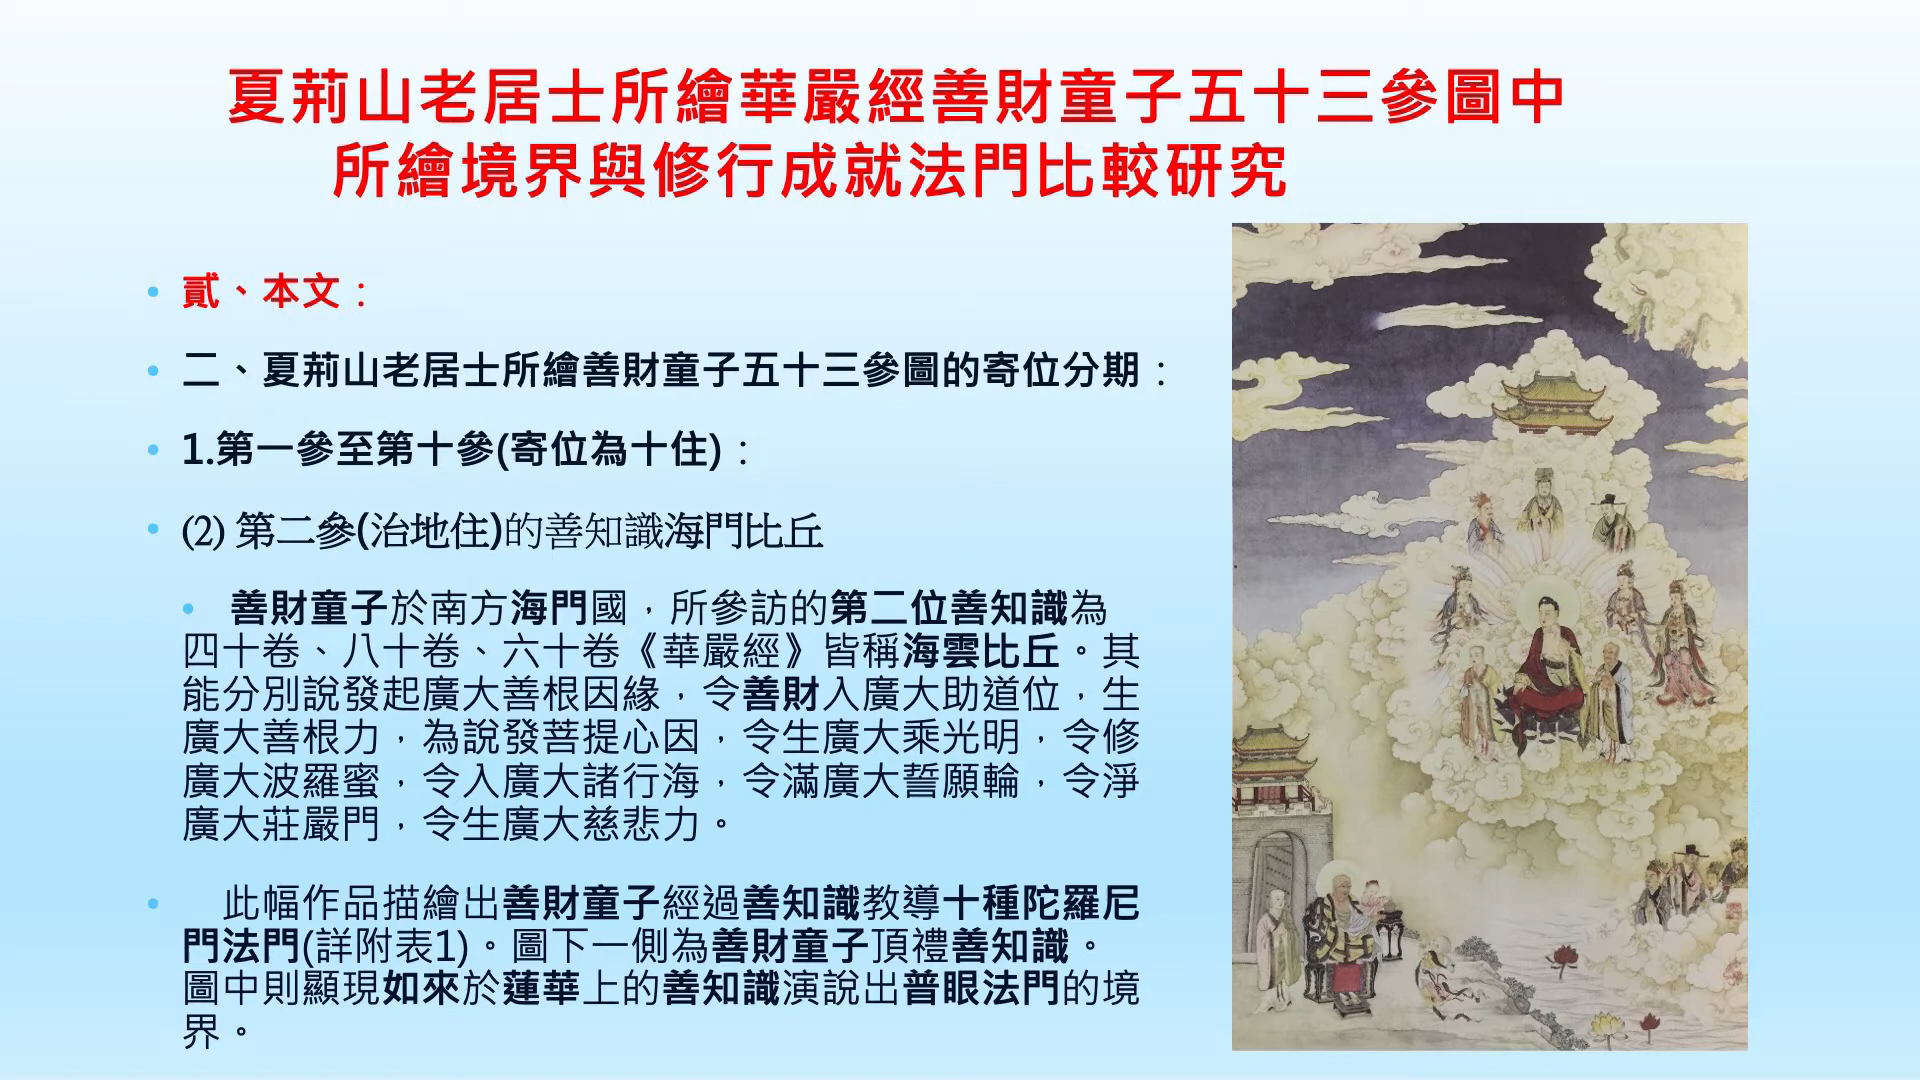 夏荊山老居士所繪華嚴經善財童子五十三參圖中
所繪境界與修行成就法門比較研究
• 貳、本文：
• 二、夏荊山老居士所繪善財童子五十三參圖的寄位分期：
• 1.第一參至第十參(寄位為十住)：
• (2) 第二參(治地住)的善知識海門比丘
• 善財童子於南方海門國，所參訪的第二位善知識為
四十卷、八十卷、六十卷《華嚴經》皆稱海雲比丘。其
能分別說發起廣大善根因緣，令善財入廣大助道位，生
廣大善根力，為說發菩提心因，令生廣大乘光明，令修
廣大波羅蜜，令入廣大諸行海，令滿廣大誓願輪，令淨
廣大莊嚴門，令生廣大慈悲力。
• 此幅作品描繪出善財童子經過善知識教導十種陀羅尼
門法門(詳附表1)。圖下一側為善財童子頂禮善知識。
圖中則顯現如來於蓮華上的善知識演說出普眼法門的境
界。